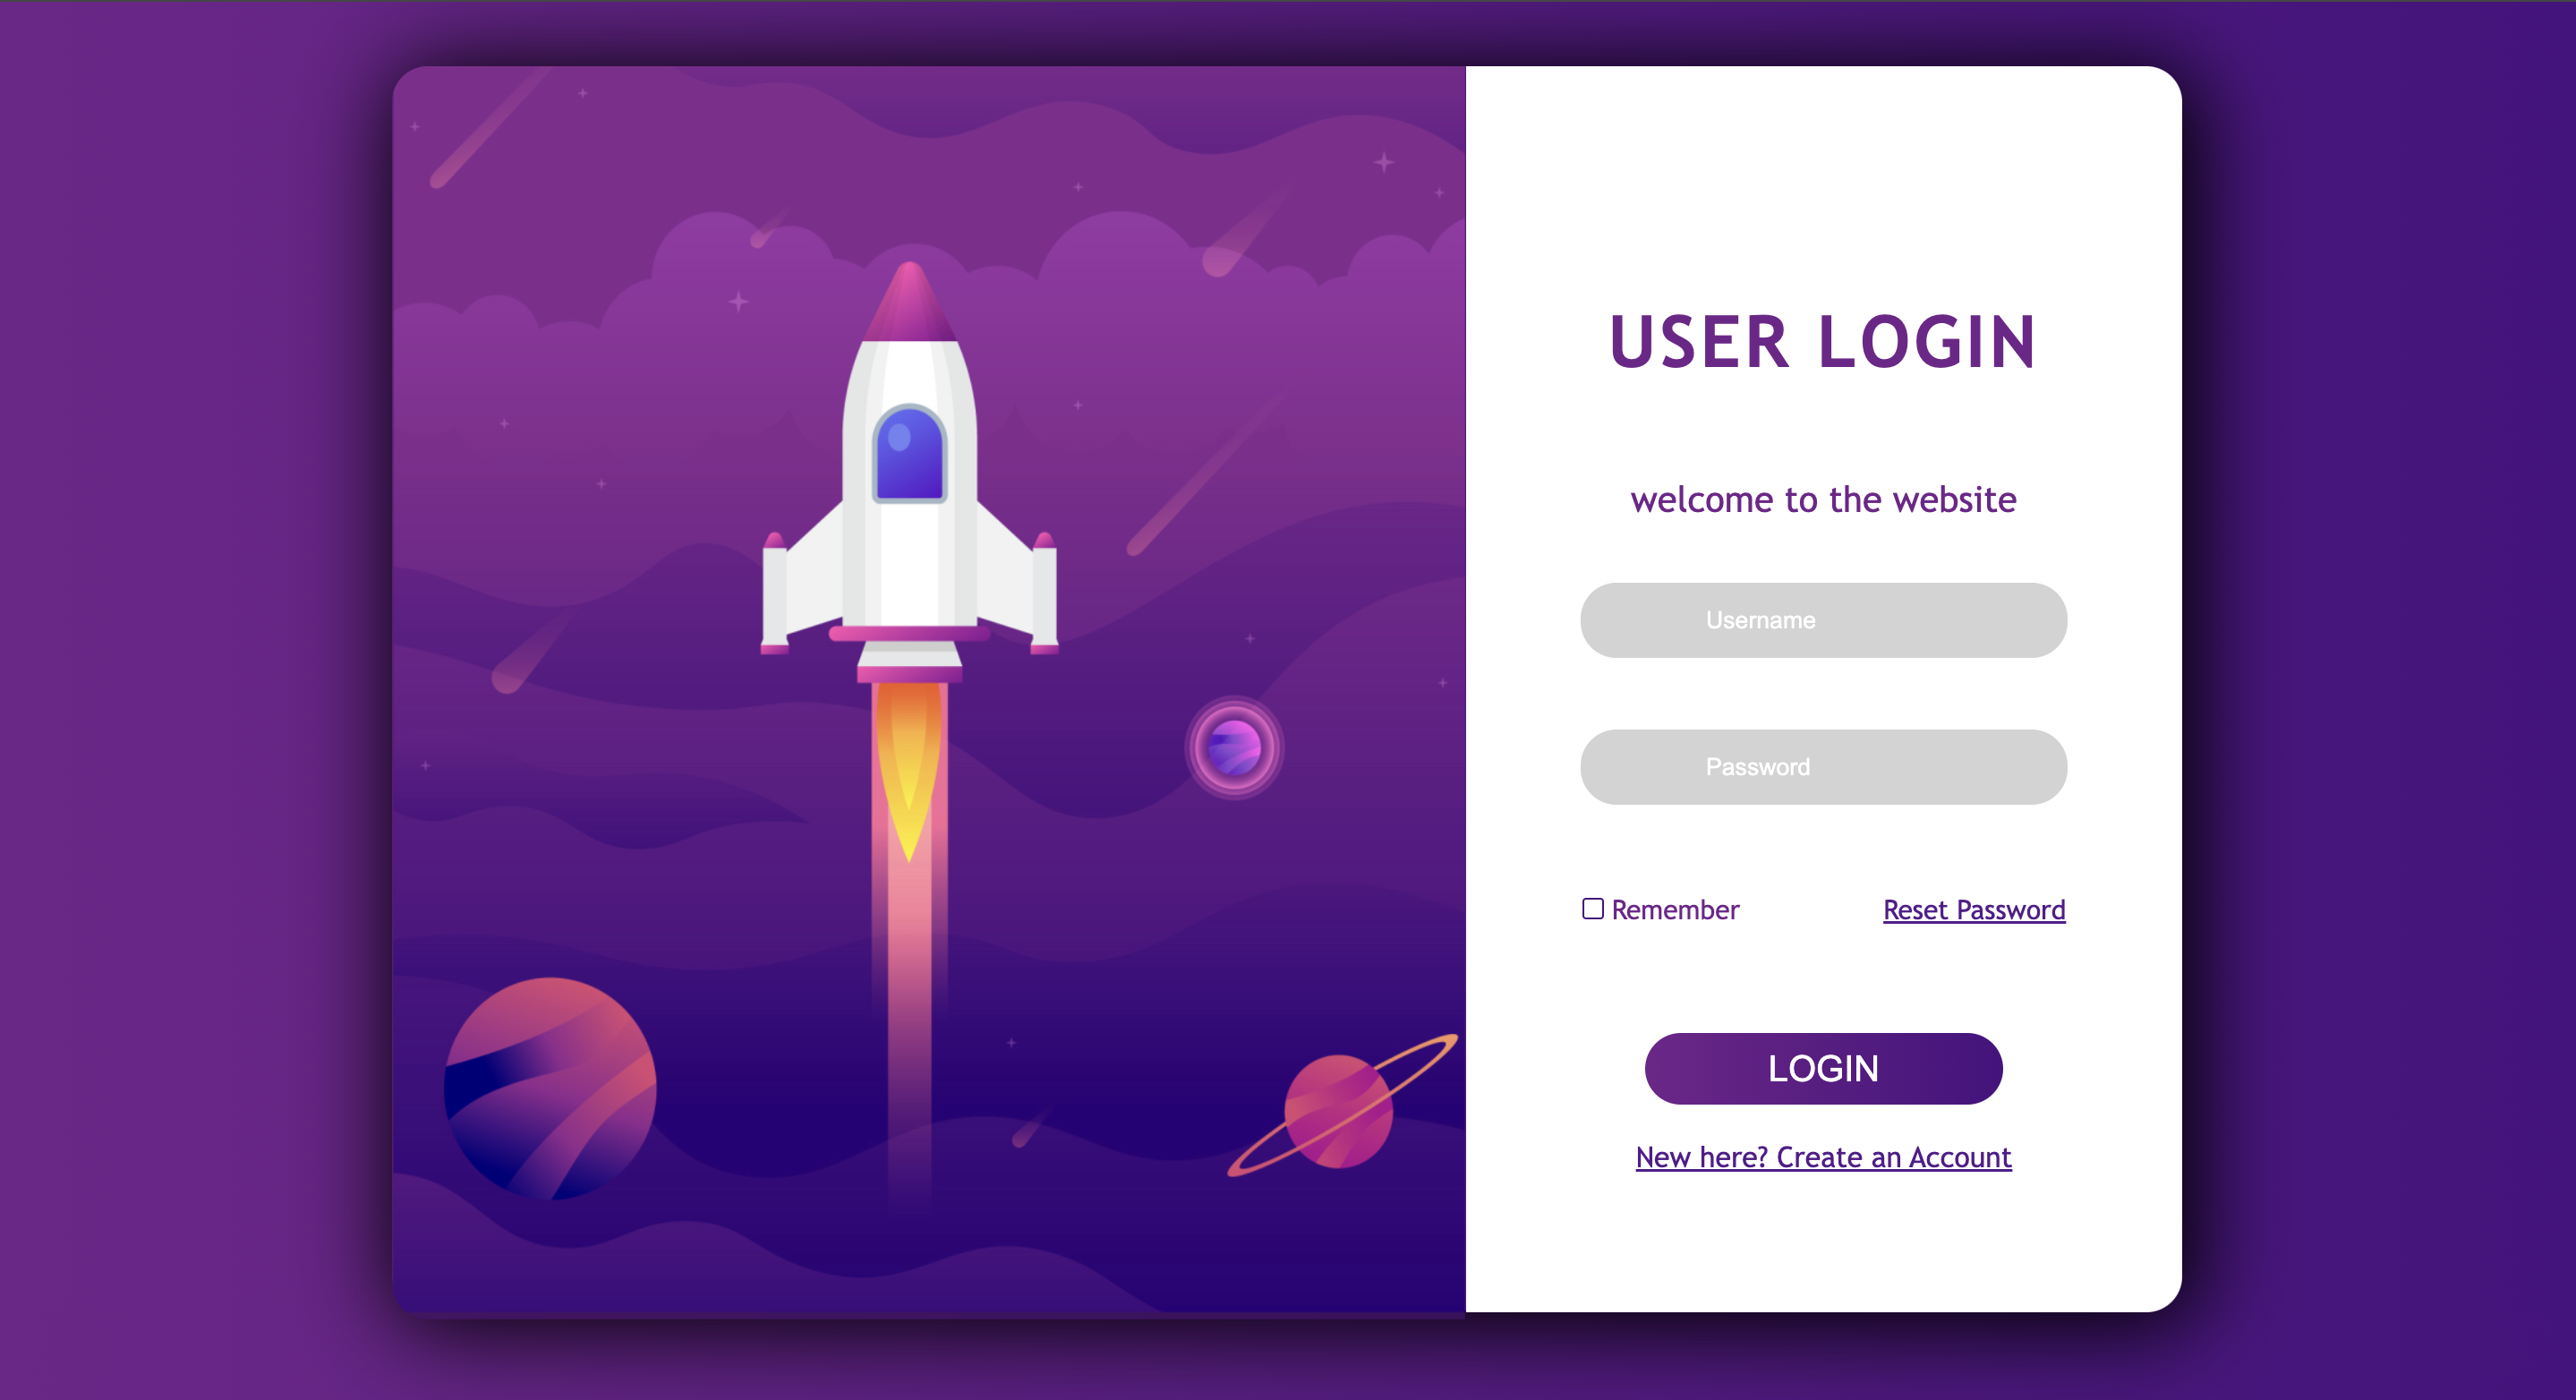 USER LOGIN
welcome to the website
Username
Password
Remember Reset Password
LOGIN
New here? Create an Account